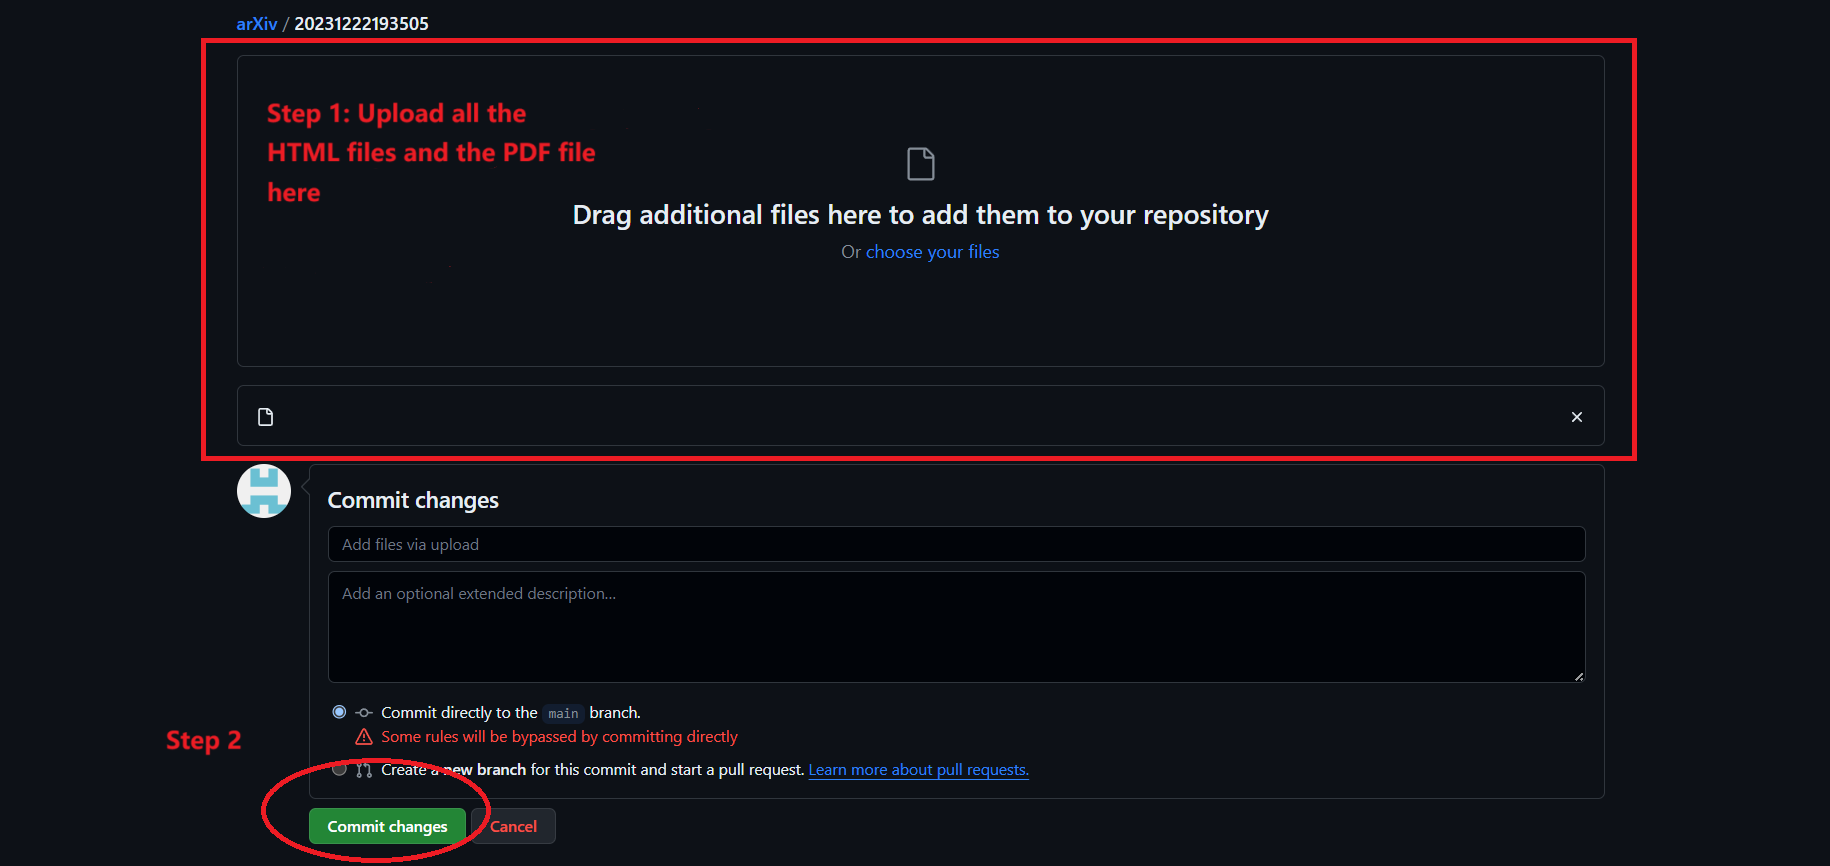 arXiv / 20231222193505
Step 1: Upload all the
HTML files and the PDF file
here
Drag additional files here to add them to your repository
Or choose your files
Commit changes
Add files via upload
Add an optional extended description...
Commit directly to the main branch.
Some rules will be bypassed by committing directly
Step 2
Create a new branch for this commit and start a pull request. Learn more about pull requests.
Commit changes
Cancel